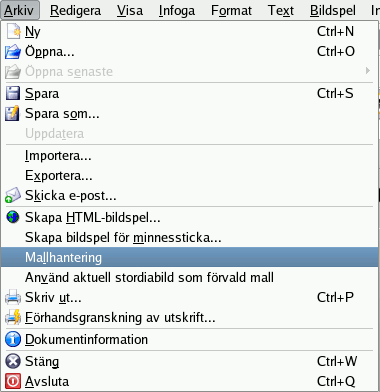 Arkiv Redigera Visa Infoga Format Text Bildspel
Ny Ctrl+N
Öppna... Ctrl+O
Öppna senaste
Spara Ctrl+S
Spara som...
Uppdatera
Importera...
Exportera...
Skicka e-post...
Skapa HTML-bildspel...
Skapa bildspel för minnessticka...
Mallhantering
Använd aktuell stordiabild som förvald mall
Skriv ut... Ctrl+P
Förhandsgranskning av utskrift...
Dokumentinformation
Stäng Ctrl+W
Avsluta Ctrl+Q